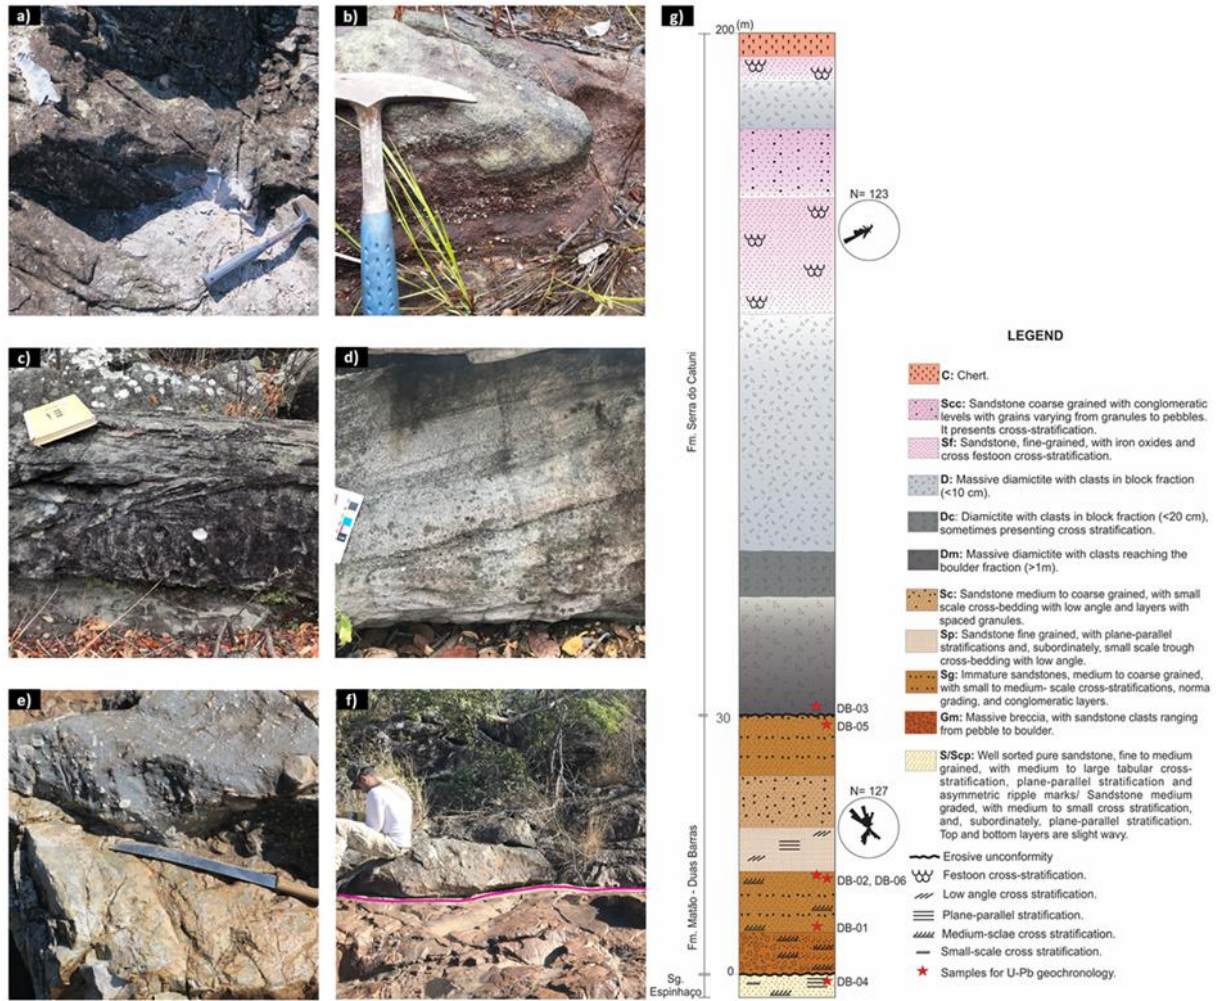 a)
b)
c)
d)
e)
f)
g)
200 (m)
N= 123
Fm. Serra do Catuni
30
DB-03
DB-05
N= 127
Fm. Matão - Duas Barras
DB-02, DB-06
DB-01
0
DB-04
Sg.
Espinhaço
LEGEND
C: Chert.
Scc: Sandstone coarse grained with conglomeratic
levels with grains varying from granules to pebbles.
It presents cross-stratification.
Sf: Sandstone, fine-grained, with iron oxides and
cross festoon cross-stratification.
D: Massive diamictite with clasts in block fraction
(<10 cm).
Dc: Diamictite with clasts in block fraction (<20 cm),
sometimes presenting cross stratification.
Dm: Massive diamictite with clasts reaching the
boulder fraction (>1m).
Sc: Sandstone medium to coarse grained, with small
scale cross-bedding with low angle and layers with
spaced granules.
Sp: Sandstone fine grained, with plane-parallel
stratifications and, subordinately, small scale trough
cross-bedding with low angle.
Sg: Immature sandstones, medium to coarse grained,
with small to medium- scale cross-stratifications, norma
grading, and conglomeratic layers.
Gm: Massive breccia, with sandstone clasts ranging
from pebble to boulder.
S/Scp: Well sorted pure sandstone, fine to medium
grained, with medium to large tabular cross-
stratification, plane-parallel stratification and
asymmetric ripple marks/ Sandstone medium
graded, with medium to small cross stratification,
and, subordinately, plane-parallel stratification.
Top and bottom layers are slight wavy.
Erosive unconformity
Festoon cross-stratification.
Low angle cross stratification.
Plane-parallel stratification.
Medium-sclae cross stratification.
Small-scale cross stratification.
Samples for U-Pb geochronology.